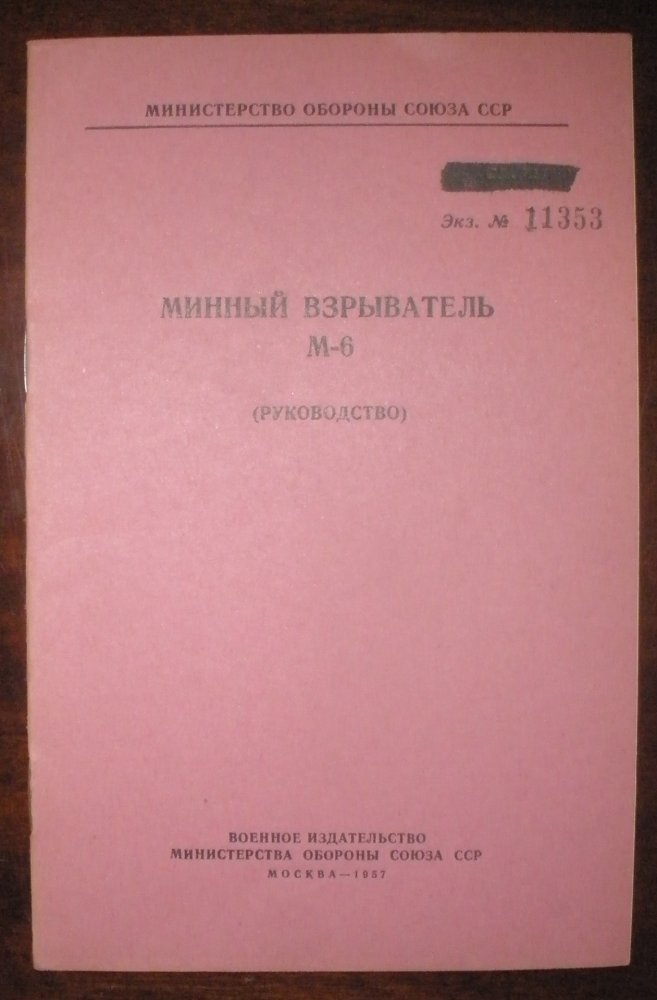 МИНИСТЕРСТВО ОБОРОНЫ СОЮЗА ССР
Экз. № 11353
МИННЫЙ ВЗРЫВАТЕЛЬ
М-6
(РУКОВОДСТВО)
ВОЕННОЕ ИЗДАТЕЛЬСТВО
МИНИСТЕРСТВА ОБОРОНЫ СОЮЗА ССР
МОСКВА—1957